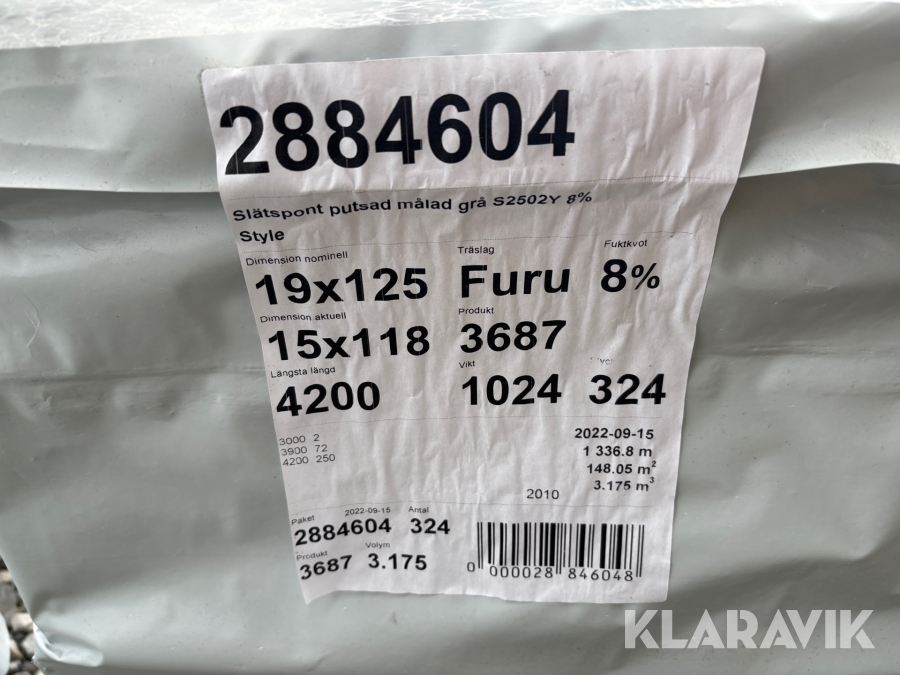 2884604
Slätspont putsad målad grå S2502Y 8%
Style
Dimension nominell Träslag Fuktkvot
19x125 Furu 8%
Dimension aktuell Produkt
15x118 3687
Längsta längd Vikt
4200 1024 324
3000 2
3900 72
4200 250
2022-09-15
1 336.8 m
148.05 m²
3.175 m³
2010
Paket 2022-09-15 Antal
2884604 324
Produkt Volym
3687 3.175
0 000028 846048
KLARAVIK